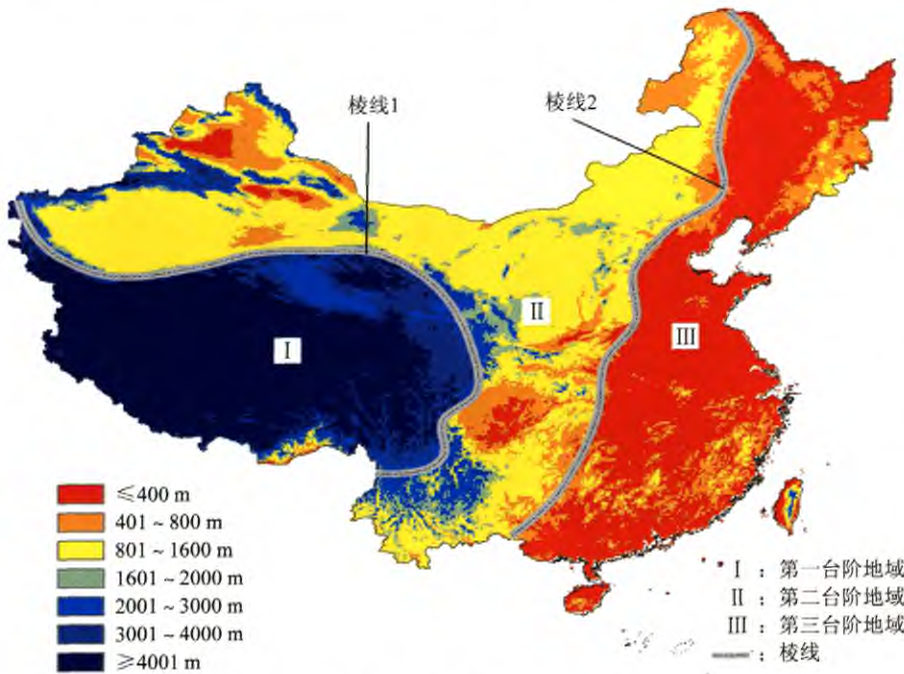 棱线1
棱线2
Ⅰ
Ⅱ
Ⅲ
≤400 m
401 ~ 800 m
801 ~ 1600 m
1601 ~ 2000 m
2001 ~ 3000 m
3001 ~ 4000 m
≥4001 m
Ⅰ ：第一台阶地域
Ⅱ ：第二台阶地域
Ⅲ ：第三台阶地域
：棱线